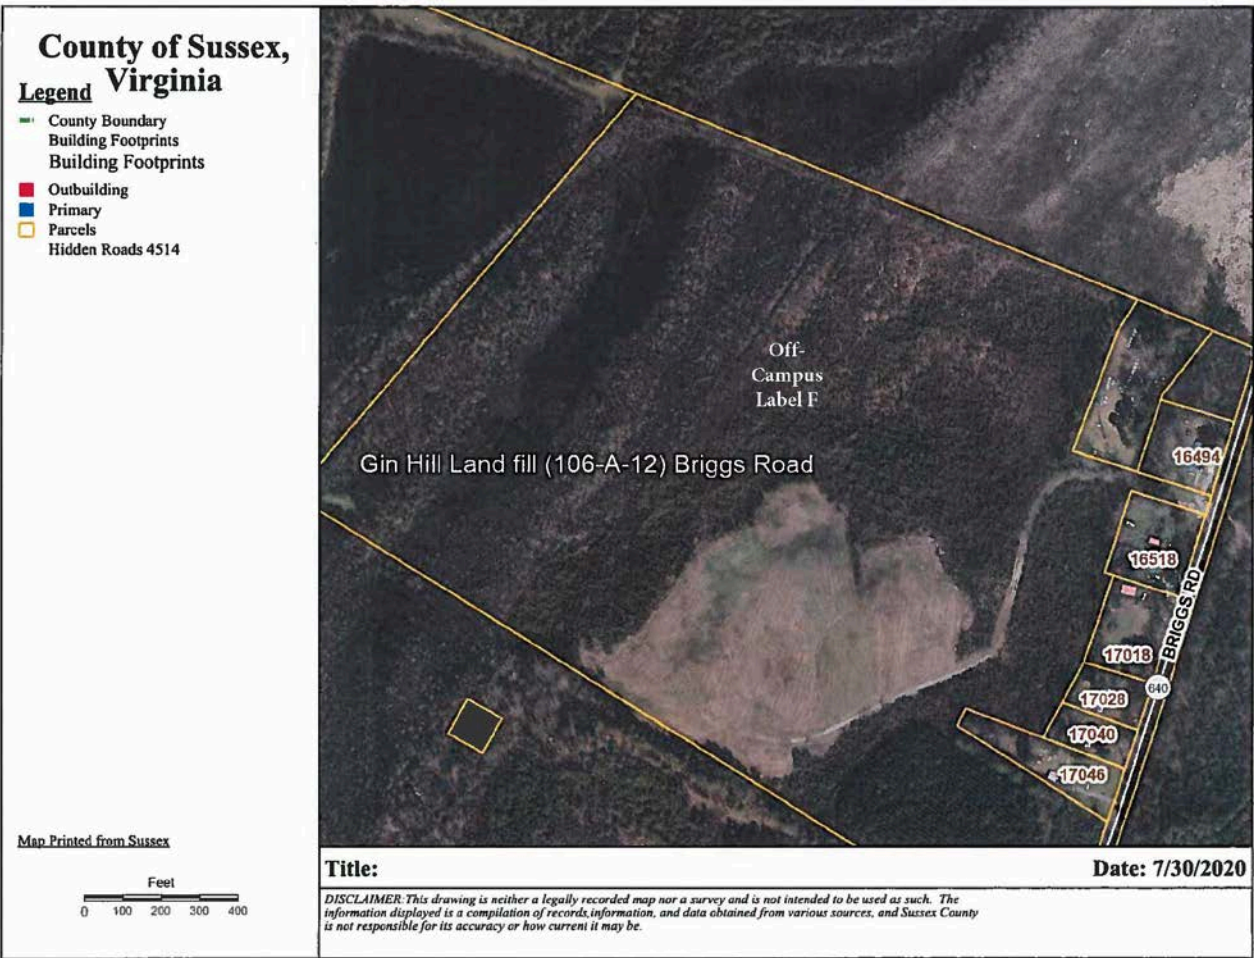 County of Sussex,
Virginia
Legend
County Boundary
Building Footprints
Building Footprints
Outbuilding
Primary
Parcels
Hidden Roads 4514
Off-
Campus
Label F
Gin Hill Land fill (106-A-12) Briggs Road
16494
16518
BRIGGS RD
17018
640
17028
17040
17046
Map Printed from Sussex
Feet
0 100 200 300 400
Title:
Date: 7/30/2020
DISCLAIMER:This drawing is neither a legally recorded map nor a survey and is not intended to be used as such. The
information displayed is a compilation of records,information, and data obtained from various sources, and Sussex County
is not responsible for its accuracy or how current it may be.